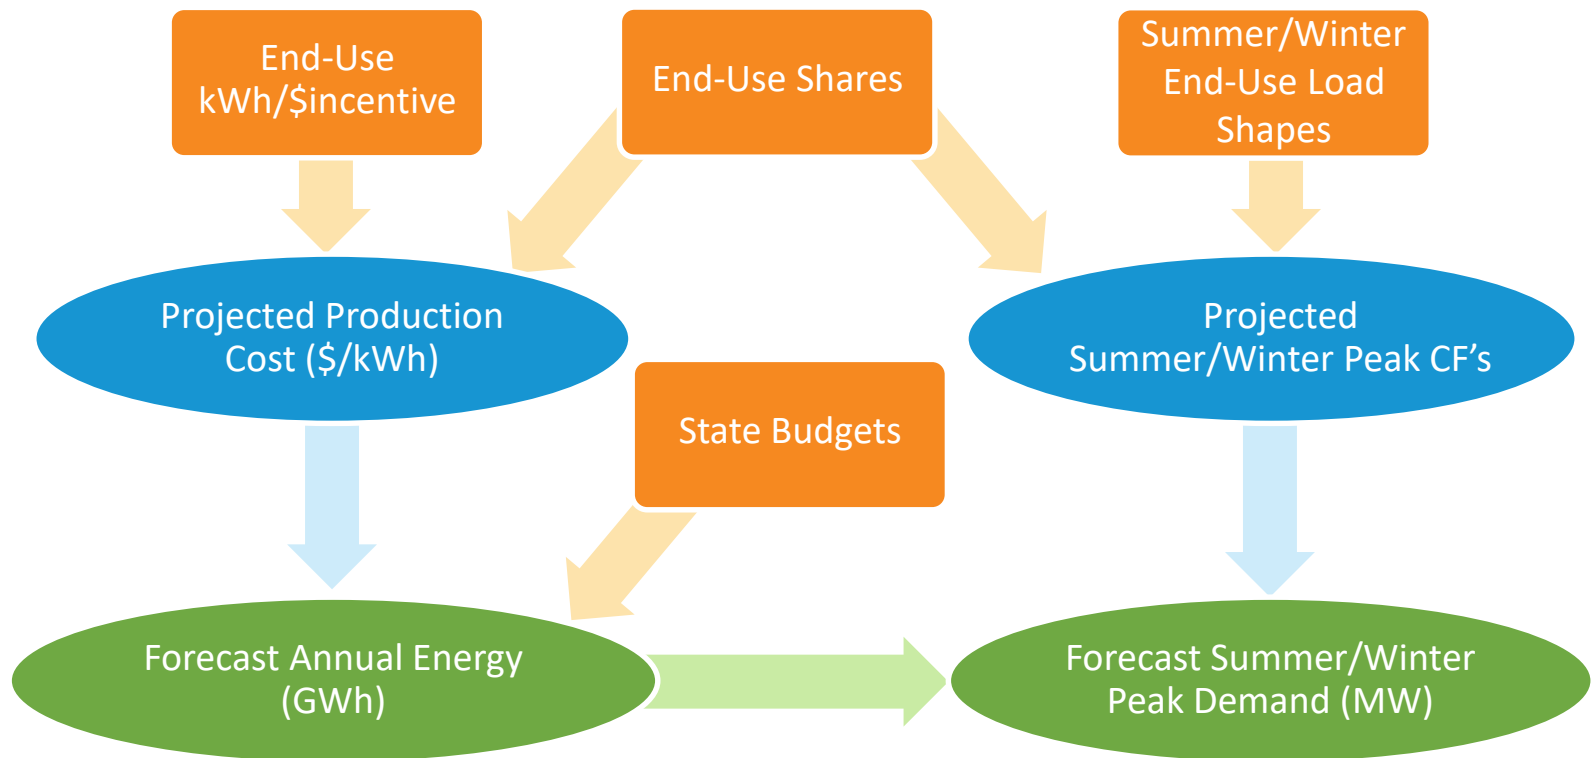 End-Use
kWh/$incentive
End-Use Shares
Summer/Winter
End-Use Load
Shapes
Projected Production
Cost ($/kWh)
Projected
Summer/Winter Peak CF’s
State Budgets
Forecast Annual Energy
(GWh)
Forecast Summer/Winter
Peak Demand (MW)